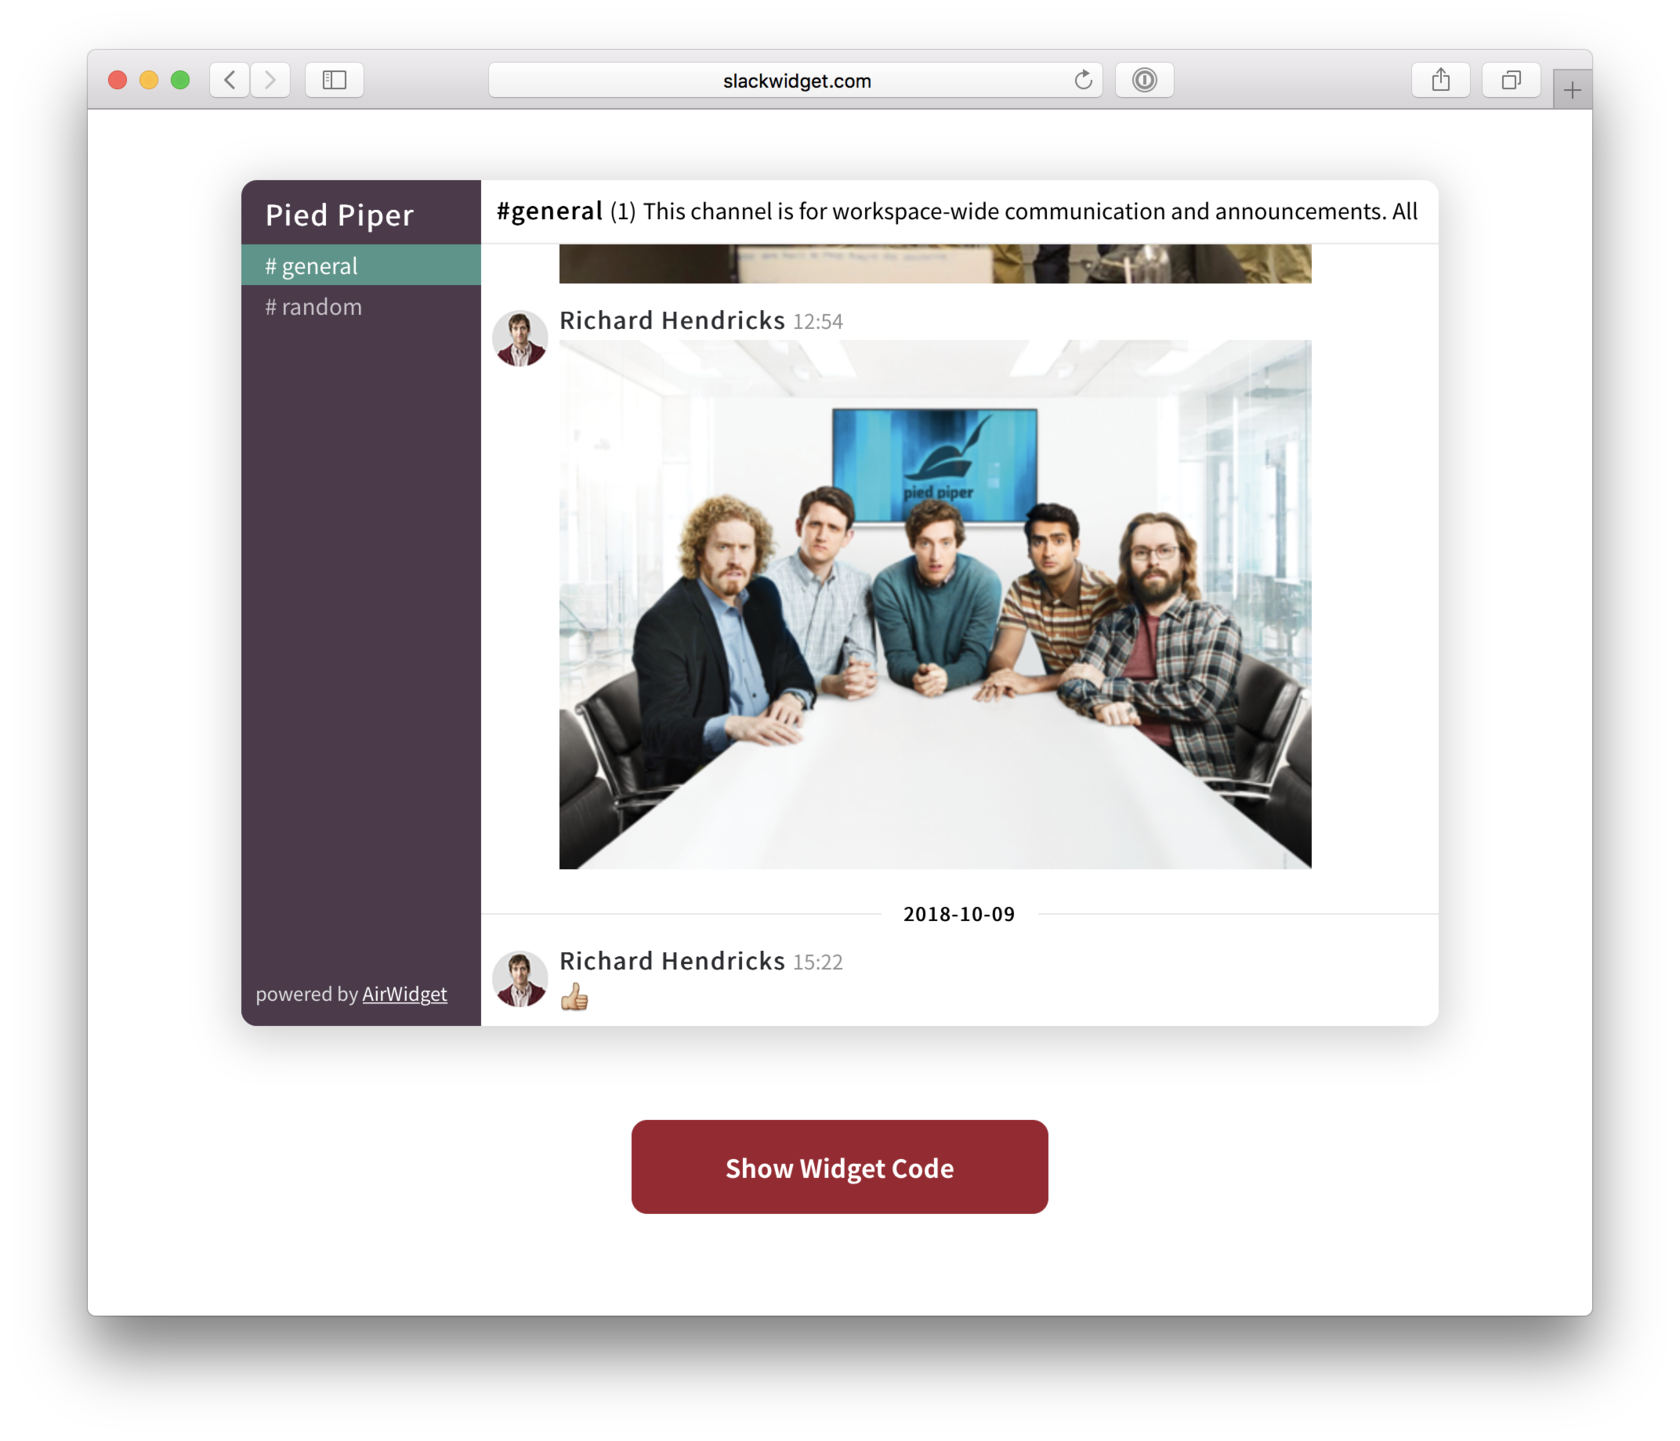 slackwidget.com
Pied Piper
# general
# random
powered by AirWidget
#general (1) This channel is for workspace-wide communication and announcements. All
Richard Hendricks 12:54
pied piper
2018-10-09
Richard Hendricks 15:22
Show Widget Code